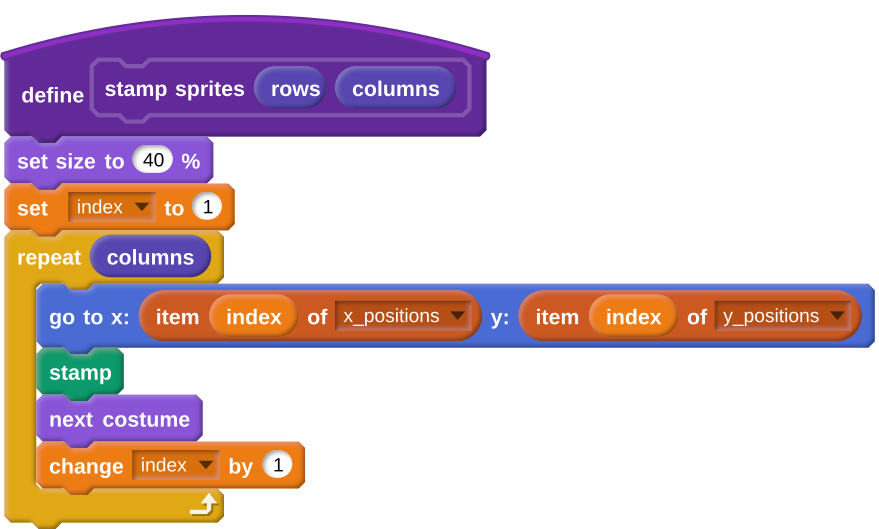 define stamp sprites rows columns
set size to 40 %
set index to 1
repeat columns
go to x: item index of x_positions y: item index of y_positions
stamp
next costume
change index by 1